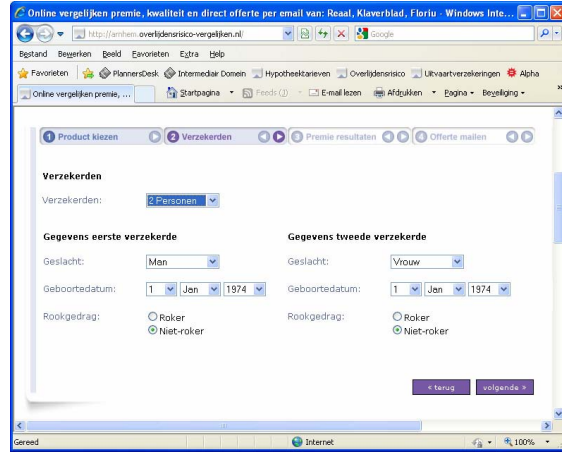 Online vergelijken premie, kwaliteit en direct offerte per email van: Reaal, Klaverblad, Floriu - Windows Inte...
http://arnhem.overlijdensrisico-vergelijken.nl/ Google
Bestand Bewerken Beeld Favorieten Extra Help
Favorieten PlannersDesk Intermediair Domein Hypotheektarieven Overlijdensrisico Uitvaartverzekeringen Alpha
Online vergelijken premie, ... Startpagina Feeds (J) E-mail lezen Afdrukken Pagina Beveiliging »
1 Product kiezen 2 Verzekerden 3 Premie resultaten 4 Offerte mailen
Verzekerden
Verzekerden: 2 Personen
Gegevens eerste verzekerde Gegevens tweede verzekerde
Geslacht: Man Geslacht: Vrouw
Geboortedatum: 1 Jan 1974 Geboortedatum: 1 Jan 1974
Rookgedrag: Roker Rookgedrag: Roker
Niet-roker Niet-roker
< terug volgende >
Gereed Internet 100%